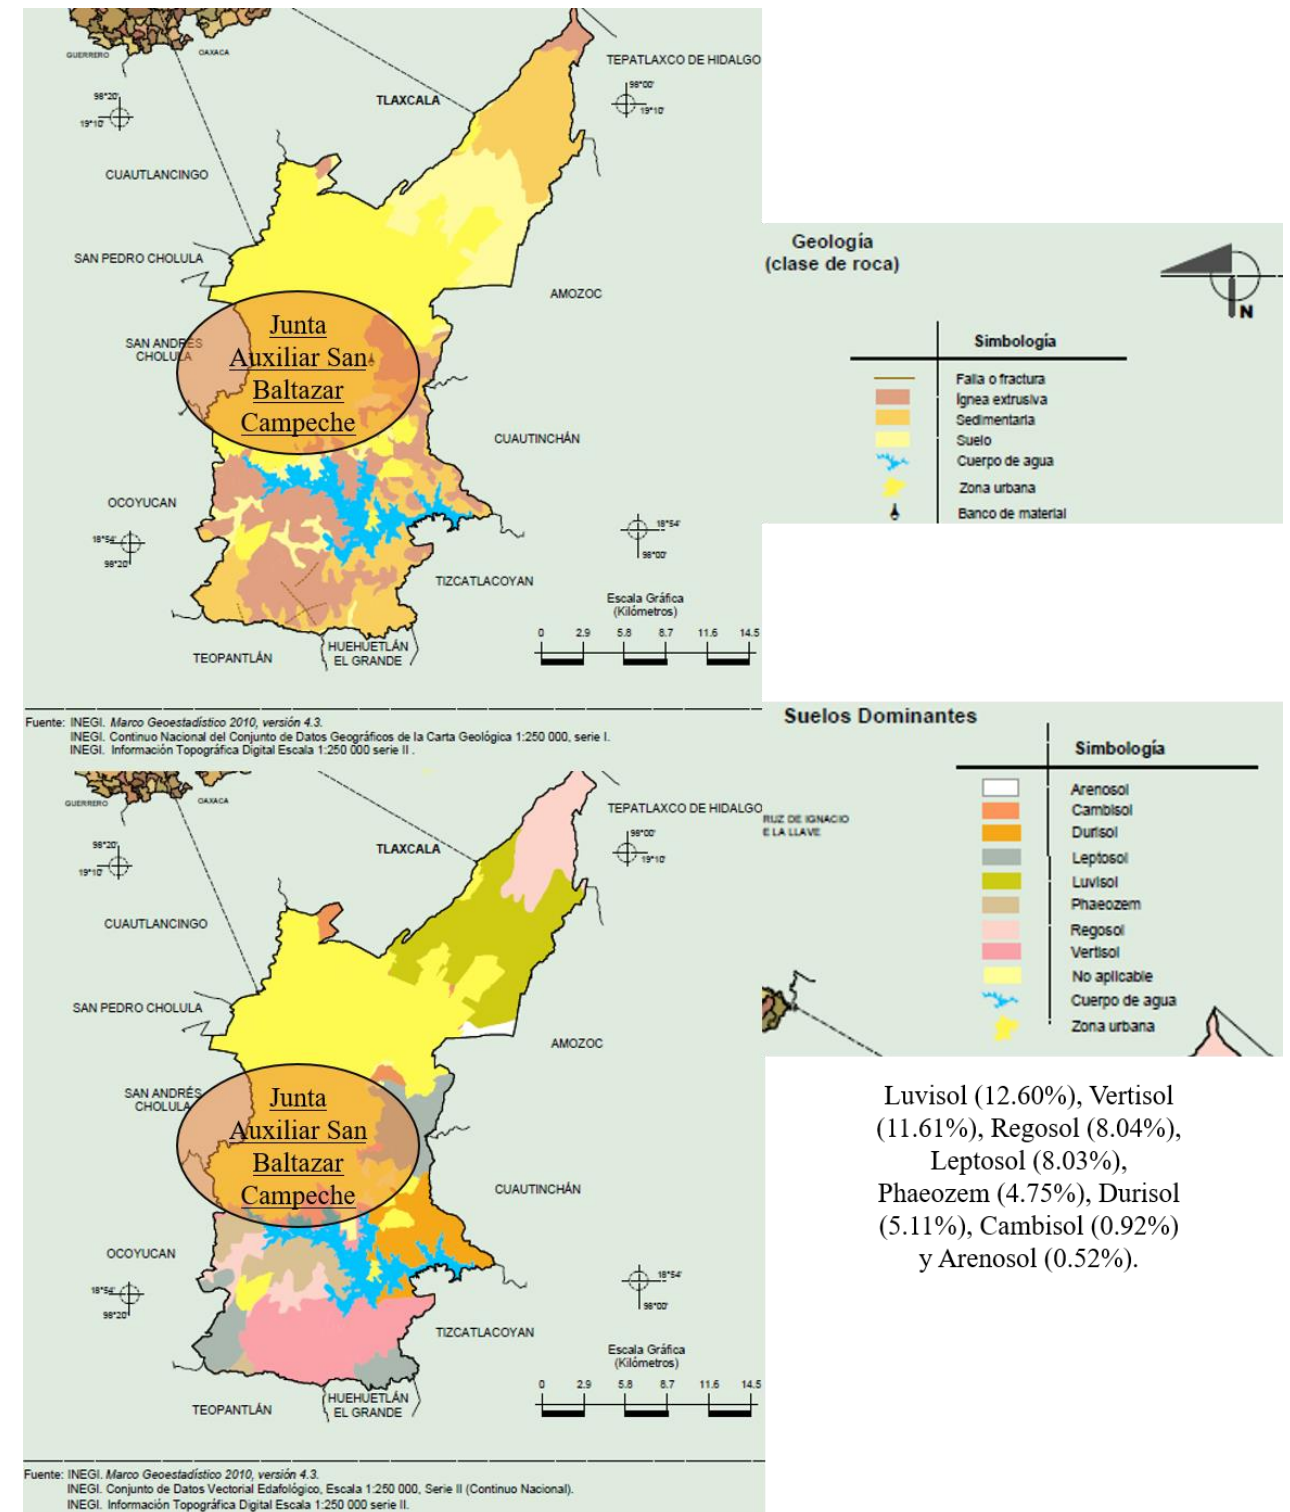 GUERRERO
OAXACA
TEPATLAXCO DE HIDALGO
98°20'
19°10'
TLAXCALA
98°00'
19°10'
CUAUTLANCINGO
SAN PEDRO CHOLULA
AMOZOC
SAN ANDRÉS
CHOLULA
Junta
Auxiliar San
Baltazar
Campeche
CUAUTINCHÁN
OCOYUCAN
18°54'
98°20'
18°54'
98°00'
TIZCATLACOYAN
Escala Gráfica
(Kilómetros)
0 2.9 5.8 8.7 11.6 14.5
TEOPANTLÁN
HUEHUETLÁN
EL GRANDE
Fuente: INEGI. Marco Geoestadístico 2010, versión 4.3.
INEGI. Continuo Nacional del Conjunto de Datos Geográficos de la Carta Geológica 1:250 000, serie I.
INEGI. Información Topográfica Digital Escala 1:250 000 serie II .
Geología
(clase de roca)
N
Simbología
Falla o fractura
Ígnea extrusiva
Sedimentaria
Suelo
Cuerpo de agua
Zona urbana
Banco de material
GUERRERO
OAXACA
TEPATLAXCO DE HIDALGO
98°20'
19°10'
TLAXCALA
98°00'
19°10'
CUAUTLANCINGO
SAN PEDRO CHOLULA
AMOZOC
SAN ANDRÉS
CHOLULA
Junta
Auxiliar San
Baltazar
Campeche
CUAUTINCHÁN
OCOYUCAN
18°54'
98°20'
18°54'
98°00'
TIZCATLACOYAN
Escala Gráfica
(Kilómetros)
0 2.9 5.8 8.7 11.6 14.5
TEOPANTLÁN
HUEHUETLÁN
EL GRANDE
Fuente: INEGI. Marco Geoestadístico 2010, versión 4.3.
INEGI. Conjunto de Datos Vectorial Edafológico, Escala 1:250 000, Serie II (Continuo Nacional).
INEGI. Información Topográfica Digital Escala 1:250 000 serie II.
Suelos Dominantes
Simbología
RUZ DE IGNACIO
E LA LLAVE
Arenosol
Cambisol
Durisol
Leptosol
Luvisol
Phaeozem
Regosol
Vertisol
No aplicable
Cuerpo de agua
Zona urbana
Luvisol (12.60%), Vertisol
(11.61%), Regosol (8.04%),
Leptosol (8.03%),
Phaeozem (4.75%), Durisol
(5.11%), Cambisol (0.92%)
y Arenosol (0.52%).